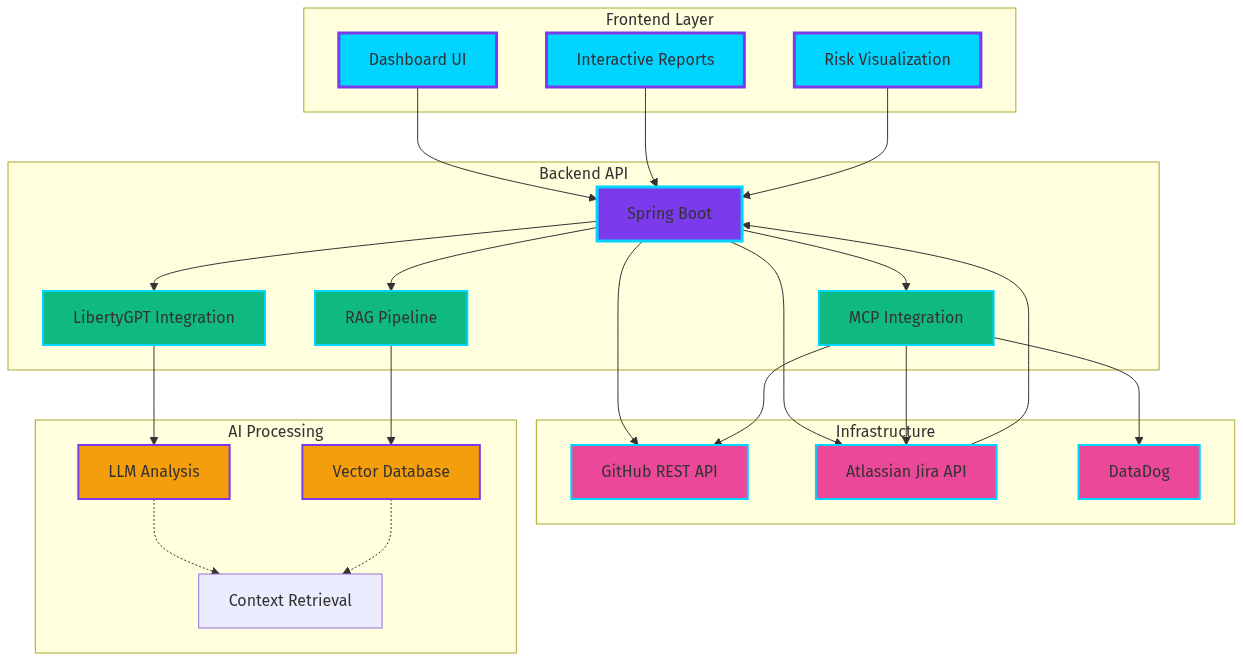 Frontend Layer
Dashboard UI
Interactive Reports
Risk Visualization
Backend API
Spring Boot
LibertyGPT Integration
RAG Pipeline
MCP Integration
AI Processing
Infrastructure
LLM Analysis
Vector Database
GitHub REST API
Atlassian Jira API
DataDog
Context Retrieval